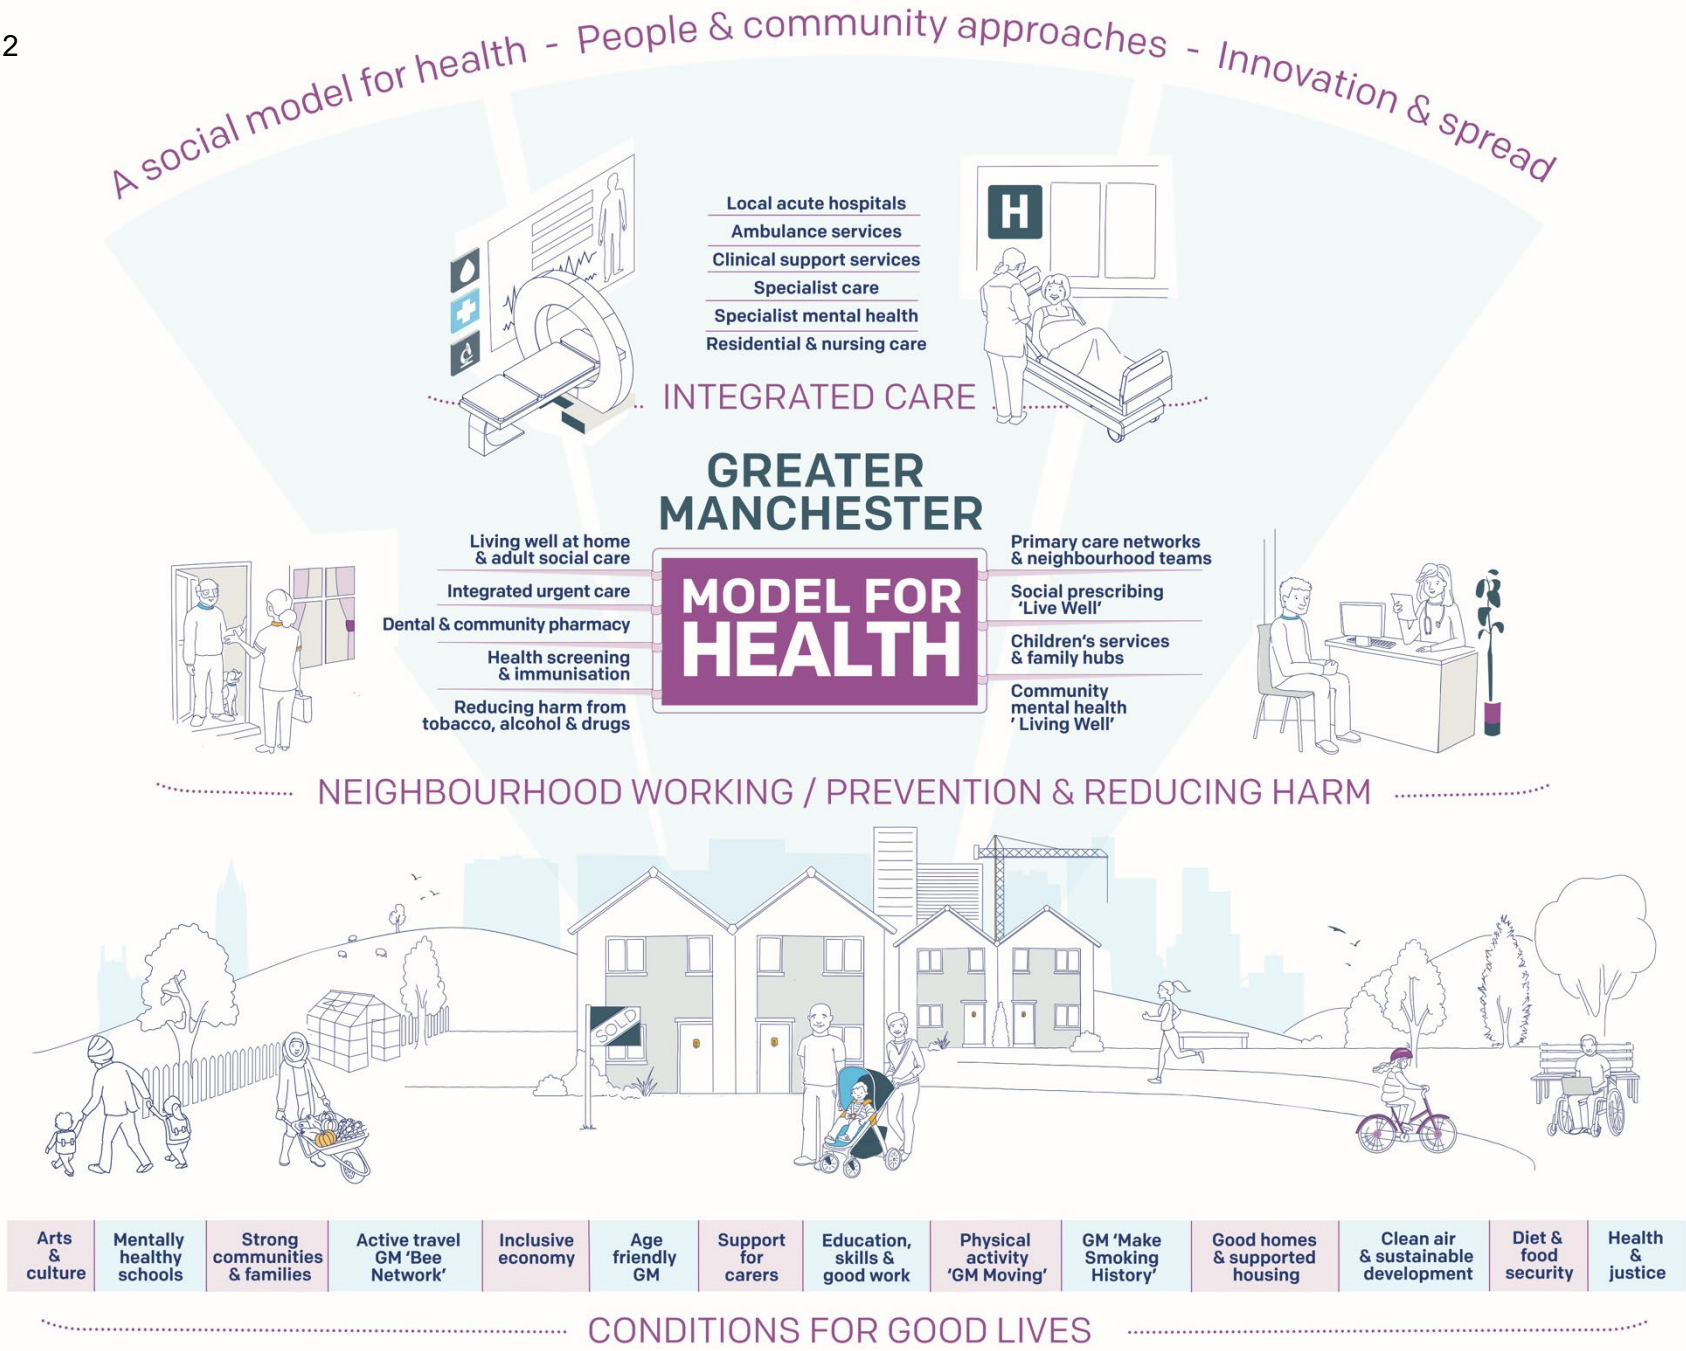 2
A social model for health - People & community approaches - Innovation & spread
H
Local acute hospitals
Ambulance services
Clinical support services
Specialist care
Specialist mental health
Residential & nursing care
INTEGRATED CARE
GREATER
MANCHESTER
MODEL FOR
HEALTH
Living well at home
& adult social care
Integrated urgent care
Dental & community pharmacy
Health screening
& immunisation
Reducing harm from
tobacco, alcohol & drugs
Primary care networks
& neighbourhood teams
Social prescribing
'Live Well'
Children's services
& family hubs
Community
mental health
' Living Well'
NEIGHBOURHOOD WORKING / PREVENTION & REDUCING HARM
SOLD
Arts
&
culture
Mentally
healthy
schools
Strong
communities
& families
Active travel
GM 'Bee
Network'
Inclusive
economy
Age
friendly
GM
Support
for
carers
Education,
skills &
good work
Physical
activity
'GM Moving'
GM 'Make
Smoking
History'
Good homes
& supported
housing
Clean air
& sustainable
development
Diet &
food
security
Health
&
justice
CONDITIONS FOR GOOD LIVES